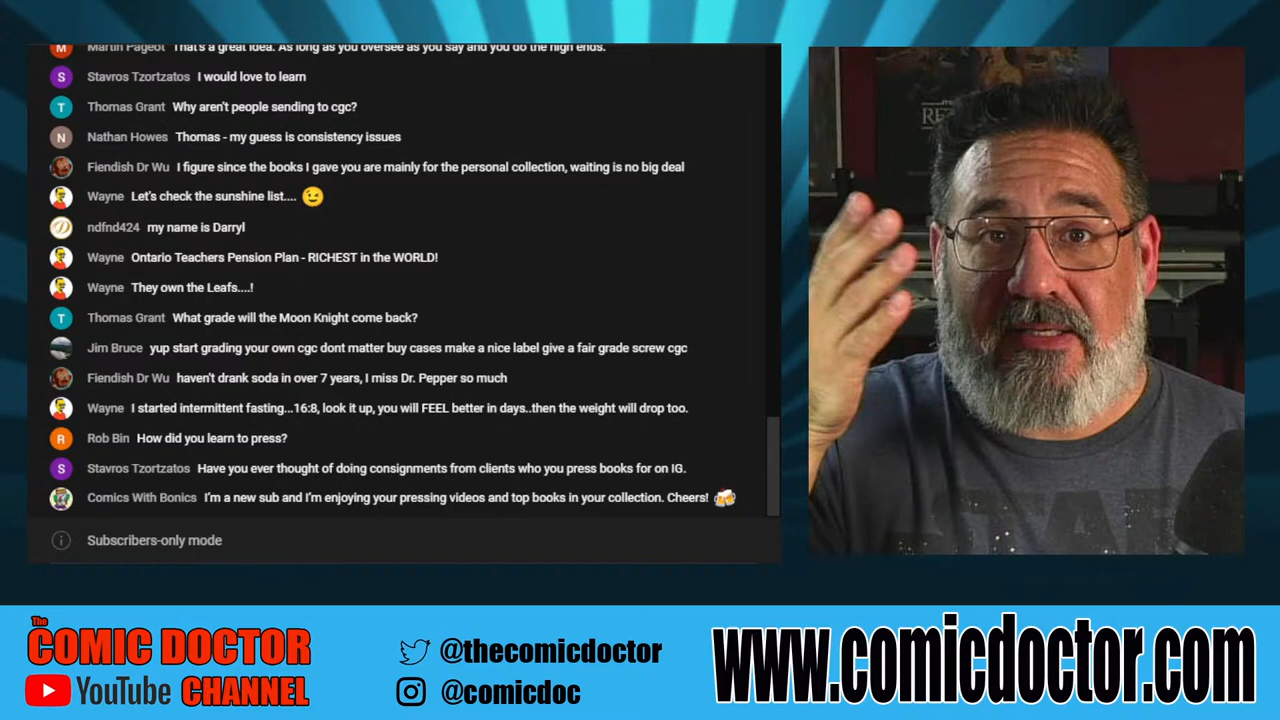 Martin Pageot That's a great idea. As long as you oversee as you say and you do the high ends.
S Stavros Tzortzatos I would love to learn
T Thomas Grant Why aren't people sending to cgc?
N Nathan Howes Thomas - my guess is consistency issues
Fiendish Dr Wu I figure since the books I gave you are mainly for the personal collection, waiting is no big deal
Wayne Let's check the sunshine list....
ndfnd424 my name is Darryl
Wayne Ontario Teachers Pension Plan - RICHEST in the WORLD!
Wayne They own the Leafs....!
T Thomas Grant What grade will the Moon Knight come back?
Jim Bruce yup start grading your own cgc dont matter buy cases make a nice label give a fair grade screw cgc
Fiendish Dr Wu haven't drank soda in over 7 years, I miss Dr. Pepper so much
Wayne I started intermittent fasting...16:8, look it up, you will FEEL better in days..then the weight will drop too.
R Rob Bin How did you learn to press?
S Stavros Tzortzatos Have you ever thought of doing consignments from clients who you press books for on IG.
Comics With Bonics I'm a new sub and I'm enjoying your pressing videos and top books in your collection. Cheers!
Subscribers-only mode
RE
STAR
The
COMIC DOCTOR
YouTube CHANNEL
@thecomicdoctor
@comicdoc
www.comicdoctor.com